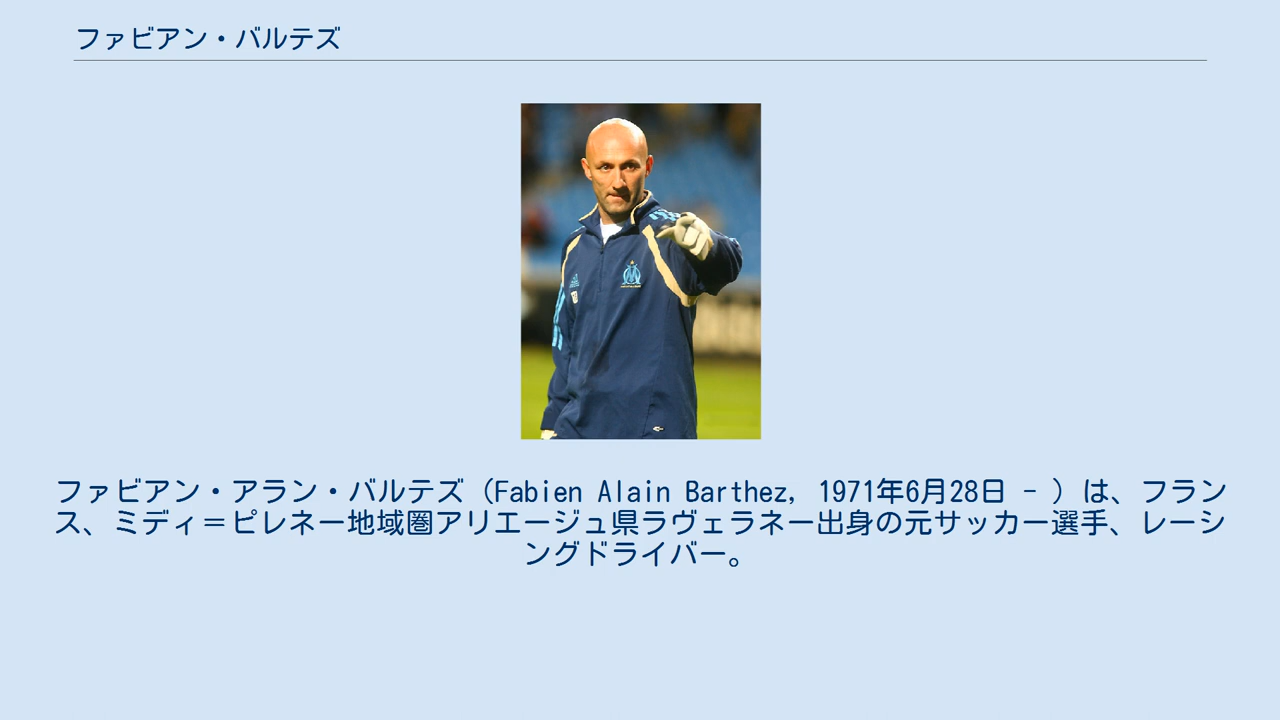 ファビアン・バルテズ
ファビアン・アラン・バルテズ（Fabien Alain Barthez, 1971年6月28日 - ）は、フラン
ス、ミディ＝ピレネー地域圏アリエージュ県ラヴェラネー出身の元サッカー選手、レーシ
ングドライバー。